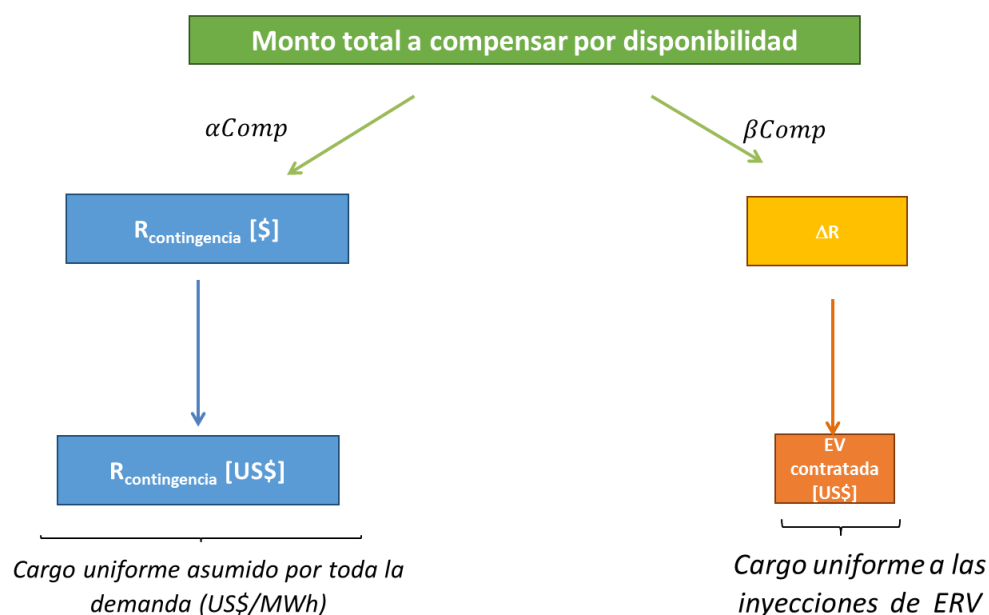 Monto total a compensar por disponibilidad
αComp
βComp
Rcontingencia [$]
ΔR
Rcontingencia [US$]
EV
contratada
[US$]
Cargo uniforme asumido por toda la
demanda (US$/MWh)
Cargo uniforme a las
inyecciones de ERV